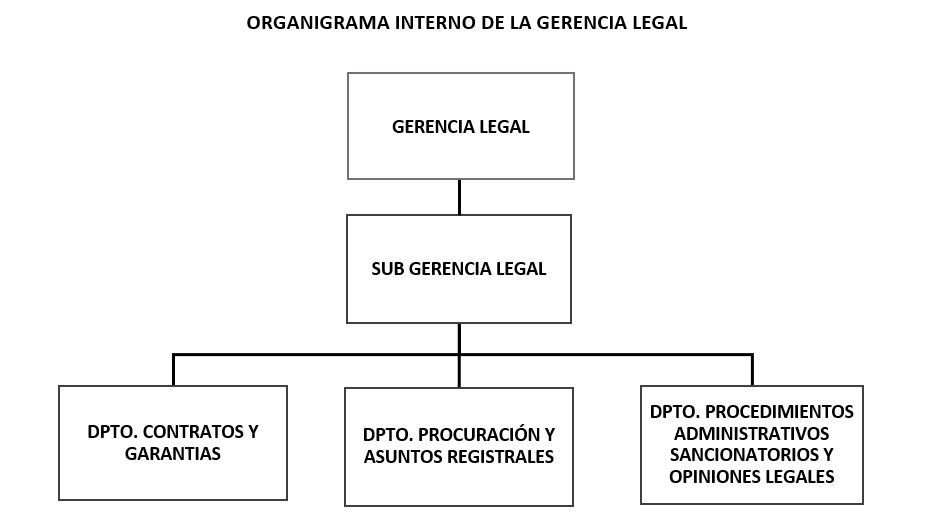 ORGANIGRAMA INTERNO DE LA GERENCIA LEGAL
GERENCIA LEGAL
SUB GERENCIA LEGAL
DPTO. CONTRATOS Y
GARANTIAS
DPTO. PROCURACIÓN Y
ASUNTOS REGISTRALES
DPTO. PROCEDIMIENTOS
ADMINISTRATIVOS
SANCIONATORIOS Y
OPINIONES LEGALES